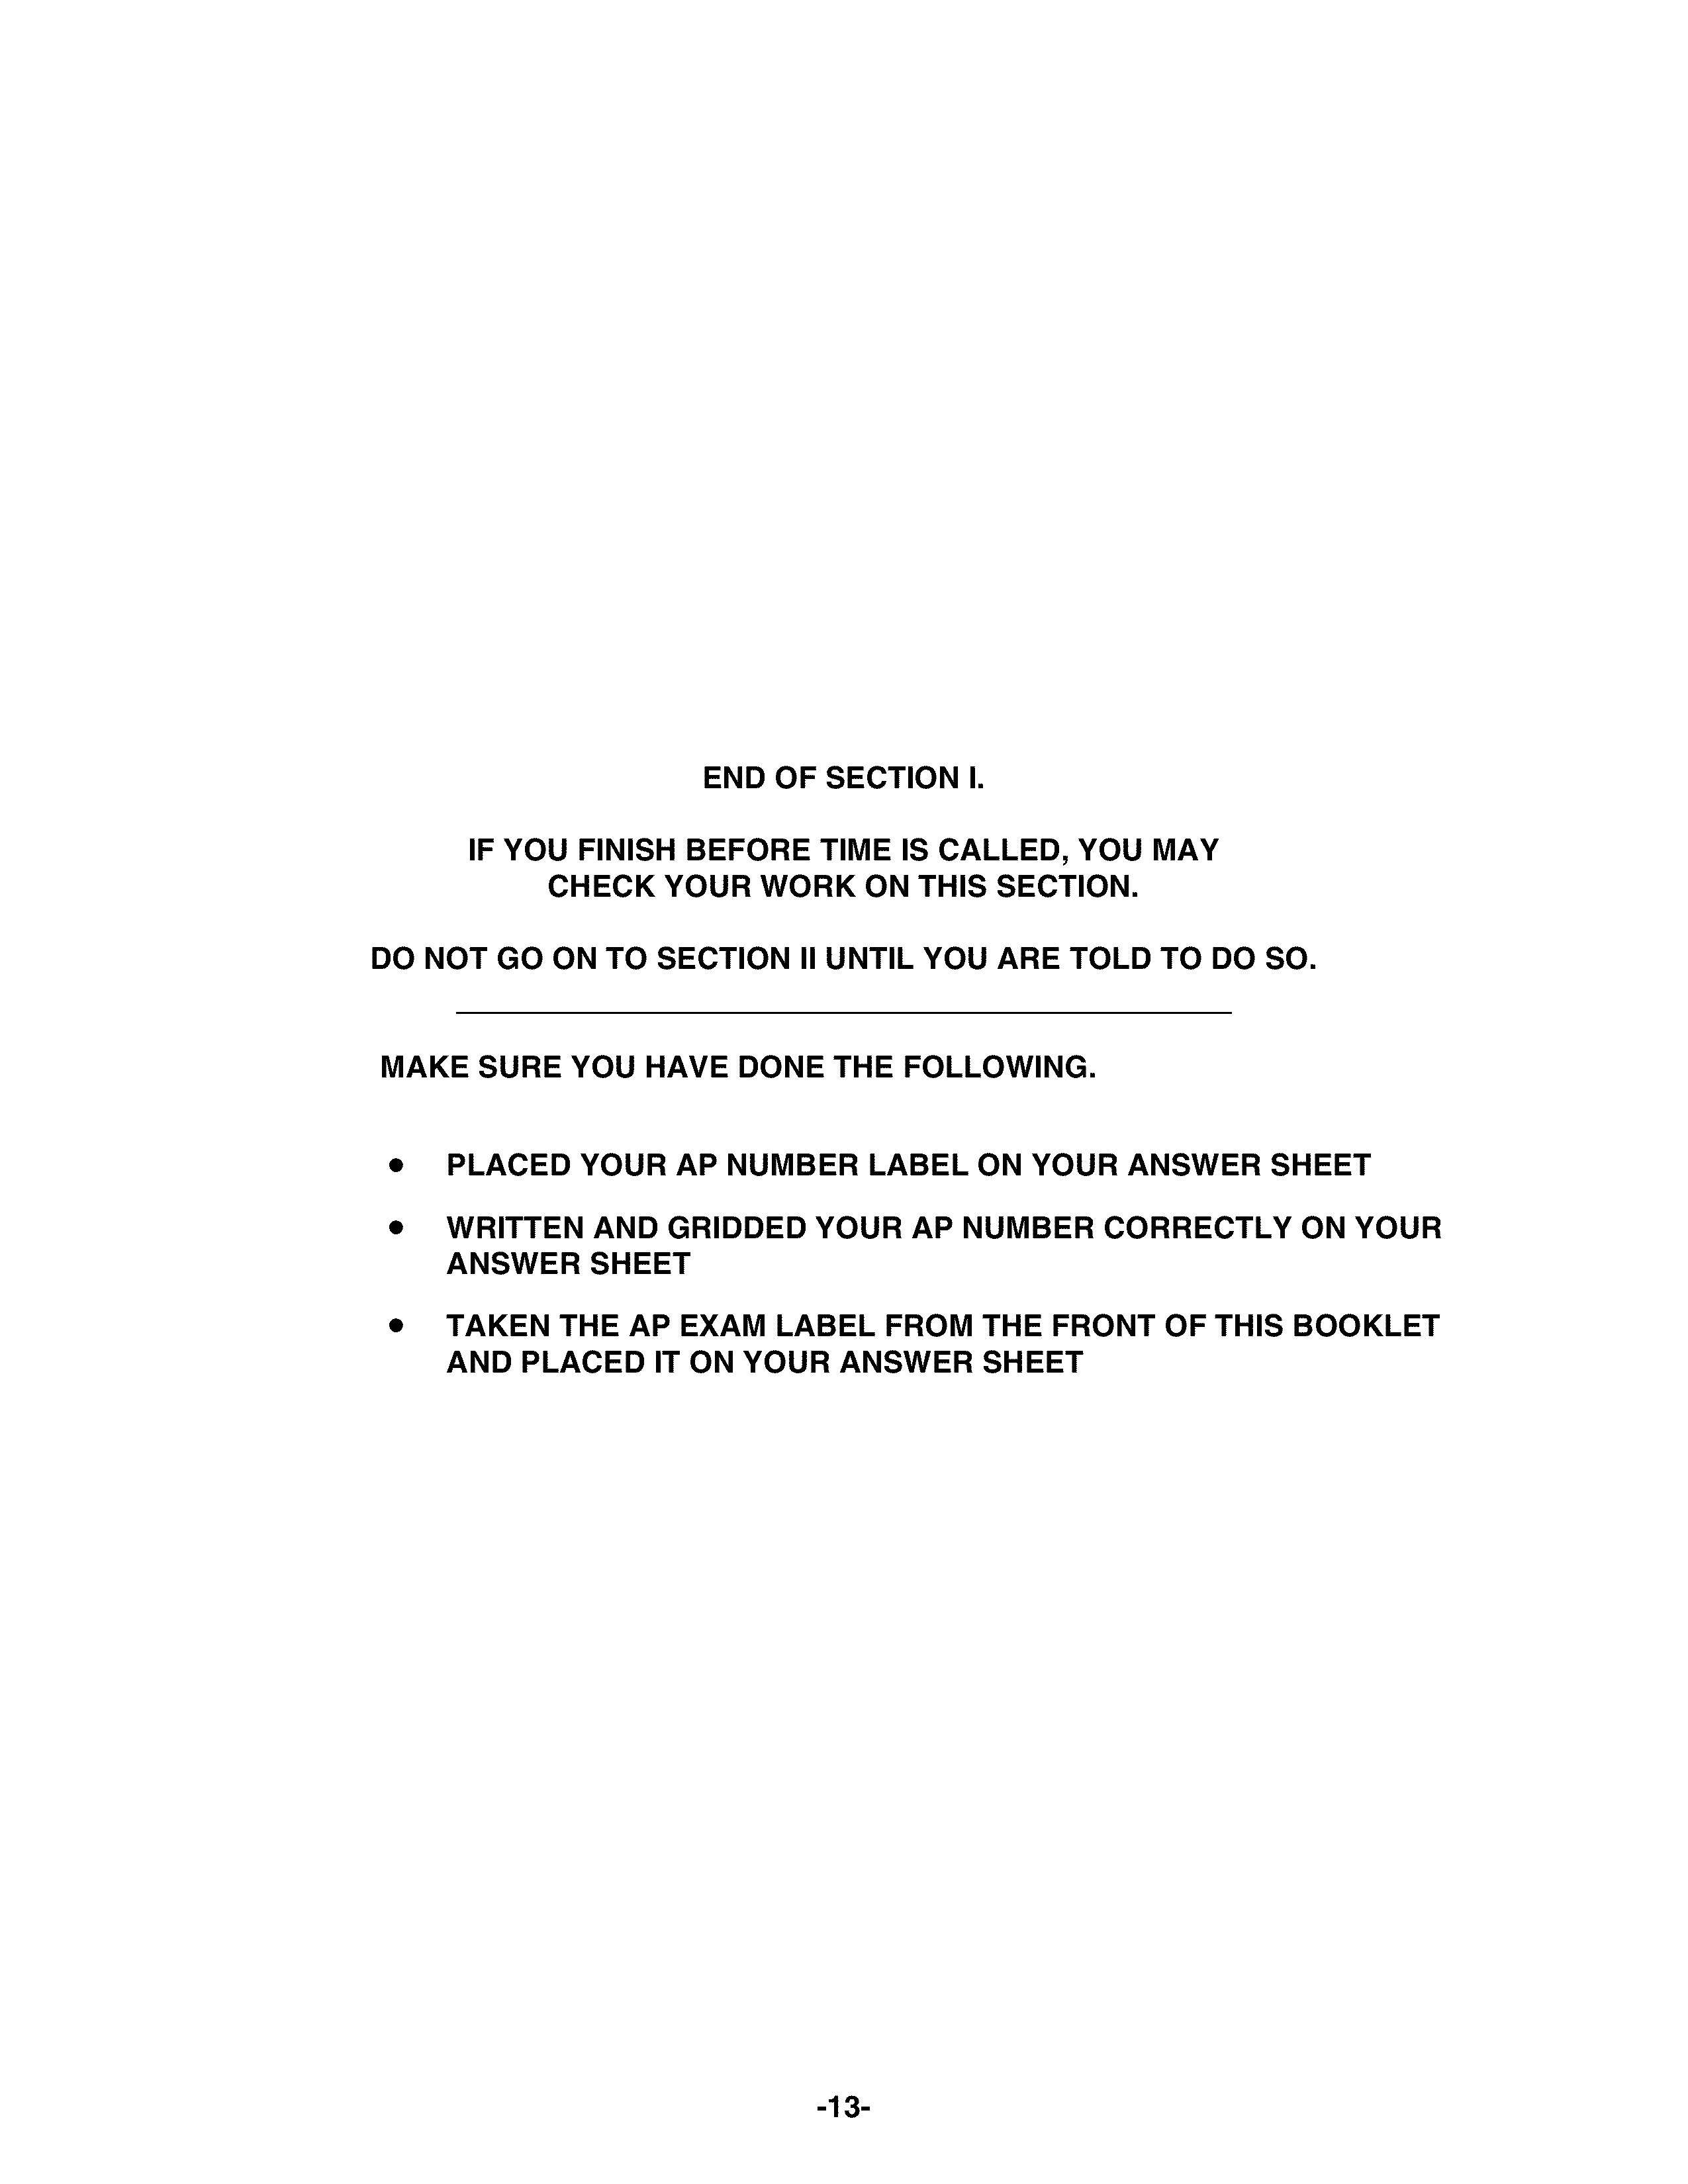 END OF SECTION I.
IF YOU FINISH BEFORE TIME IS CALLED, YOU MAY
CHECK YOUR WORK ON THIS SECTION.
DO NOT GO ON TO SECTION II UNTIL YOU ARE TOLD TO DO SO.
MAKE SURE YOU HAVE DONE THE FOLLOWING.
• PLACED YOUR AP NUMBER LABEL ON YOUR ANSWER SHEET
• WRITTEN AND GRIDDED YOUR AP NUMBER CORRECTLY ON YOUR
ANSWER SHEET
• TAKEN THE AP EXAM LABEL FROM THE FRONT OF THIS BOOKLET
AND PLACED IT ON YOUR ANSWER SHEET
-13-